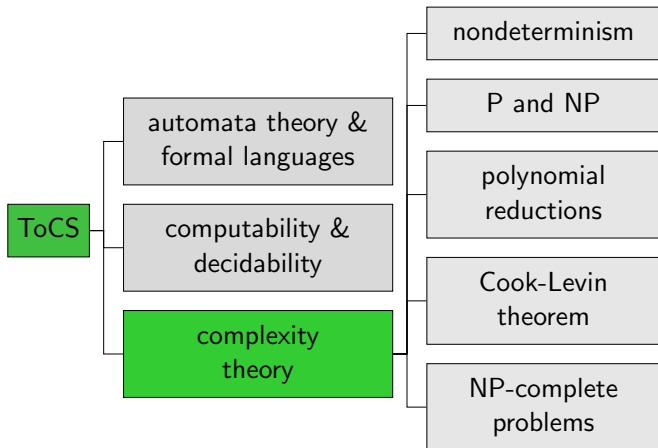 ToCS
automata theory &
formal languages
computability &
decidability
complexity
theory
nondeterminism
P and NP
polynomial
reductions
Cook-Levin
theorem
NP-complete
problems